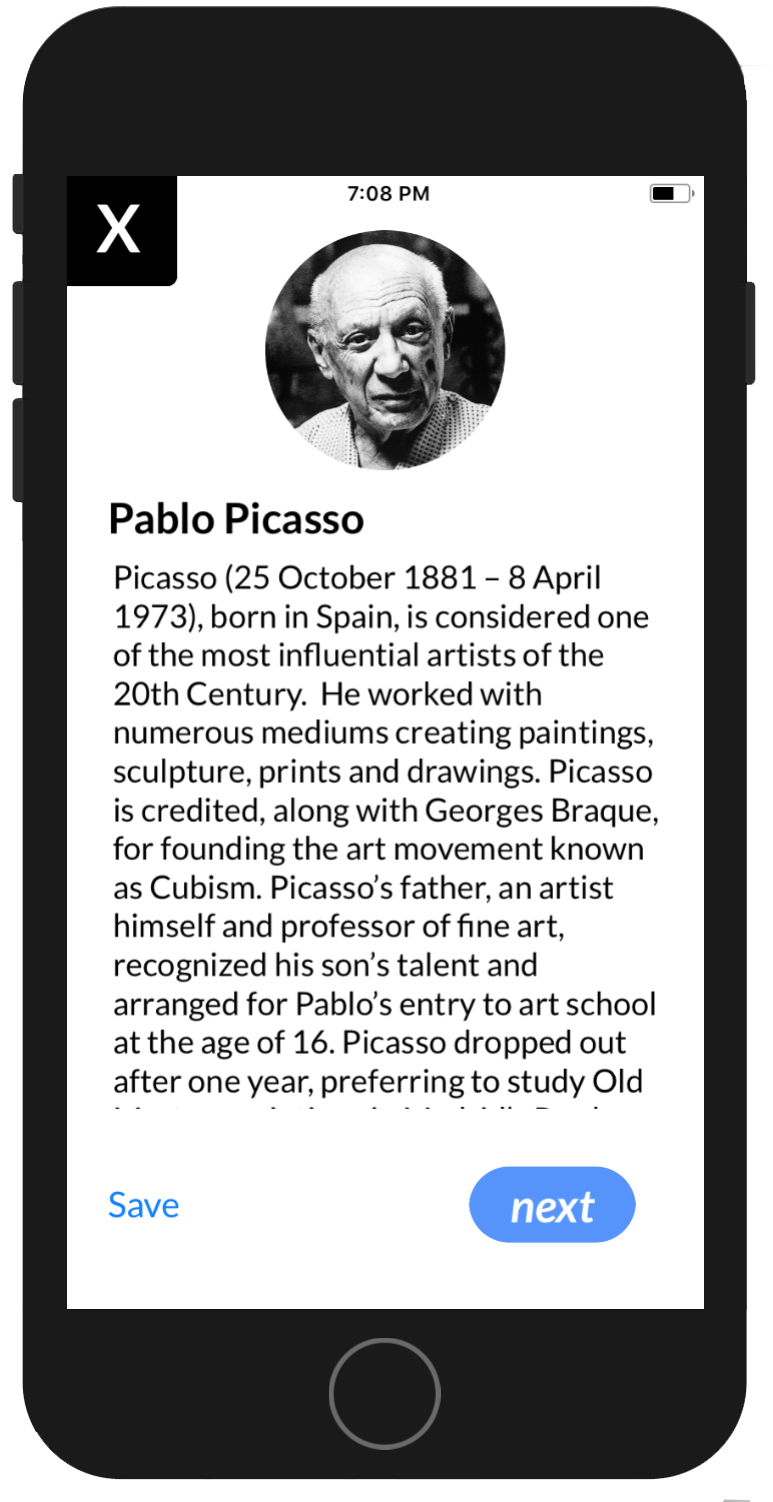 X
7:08 PM
Pablo Picasso
Picasso (25 October 1881 – 8 April
1973), born in Spain, is considered one
of the most influential artists of the
20th Century.  He worked with
numerous mediums creating paintings,
sculpture, prints and drawings. Picasso
is credited, along with Georges Braque,
for founding the art movement known
as Cubism. Picasso’s father, an artist
himself and professor of fine art,
recognized his son’s talent and
arranged for Pablo’s entry to art school
at the age of 16. Picasso dropped out
after one year, preferring to study Old
Save
next